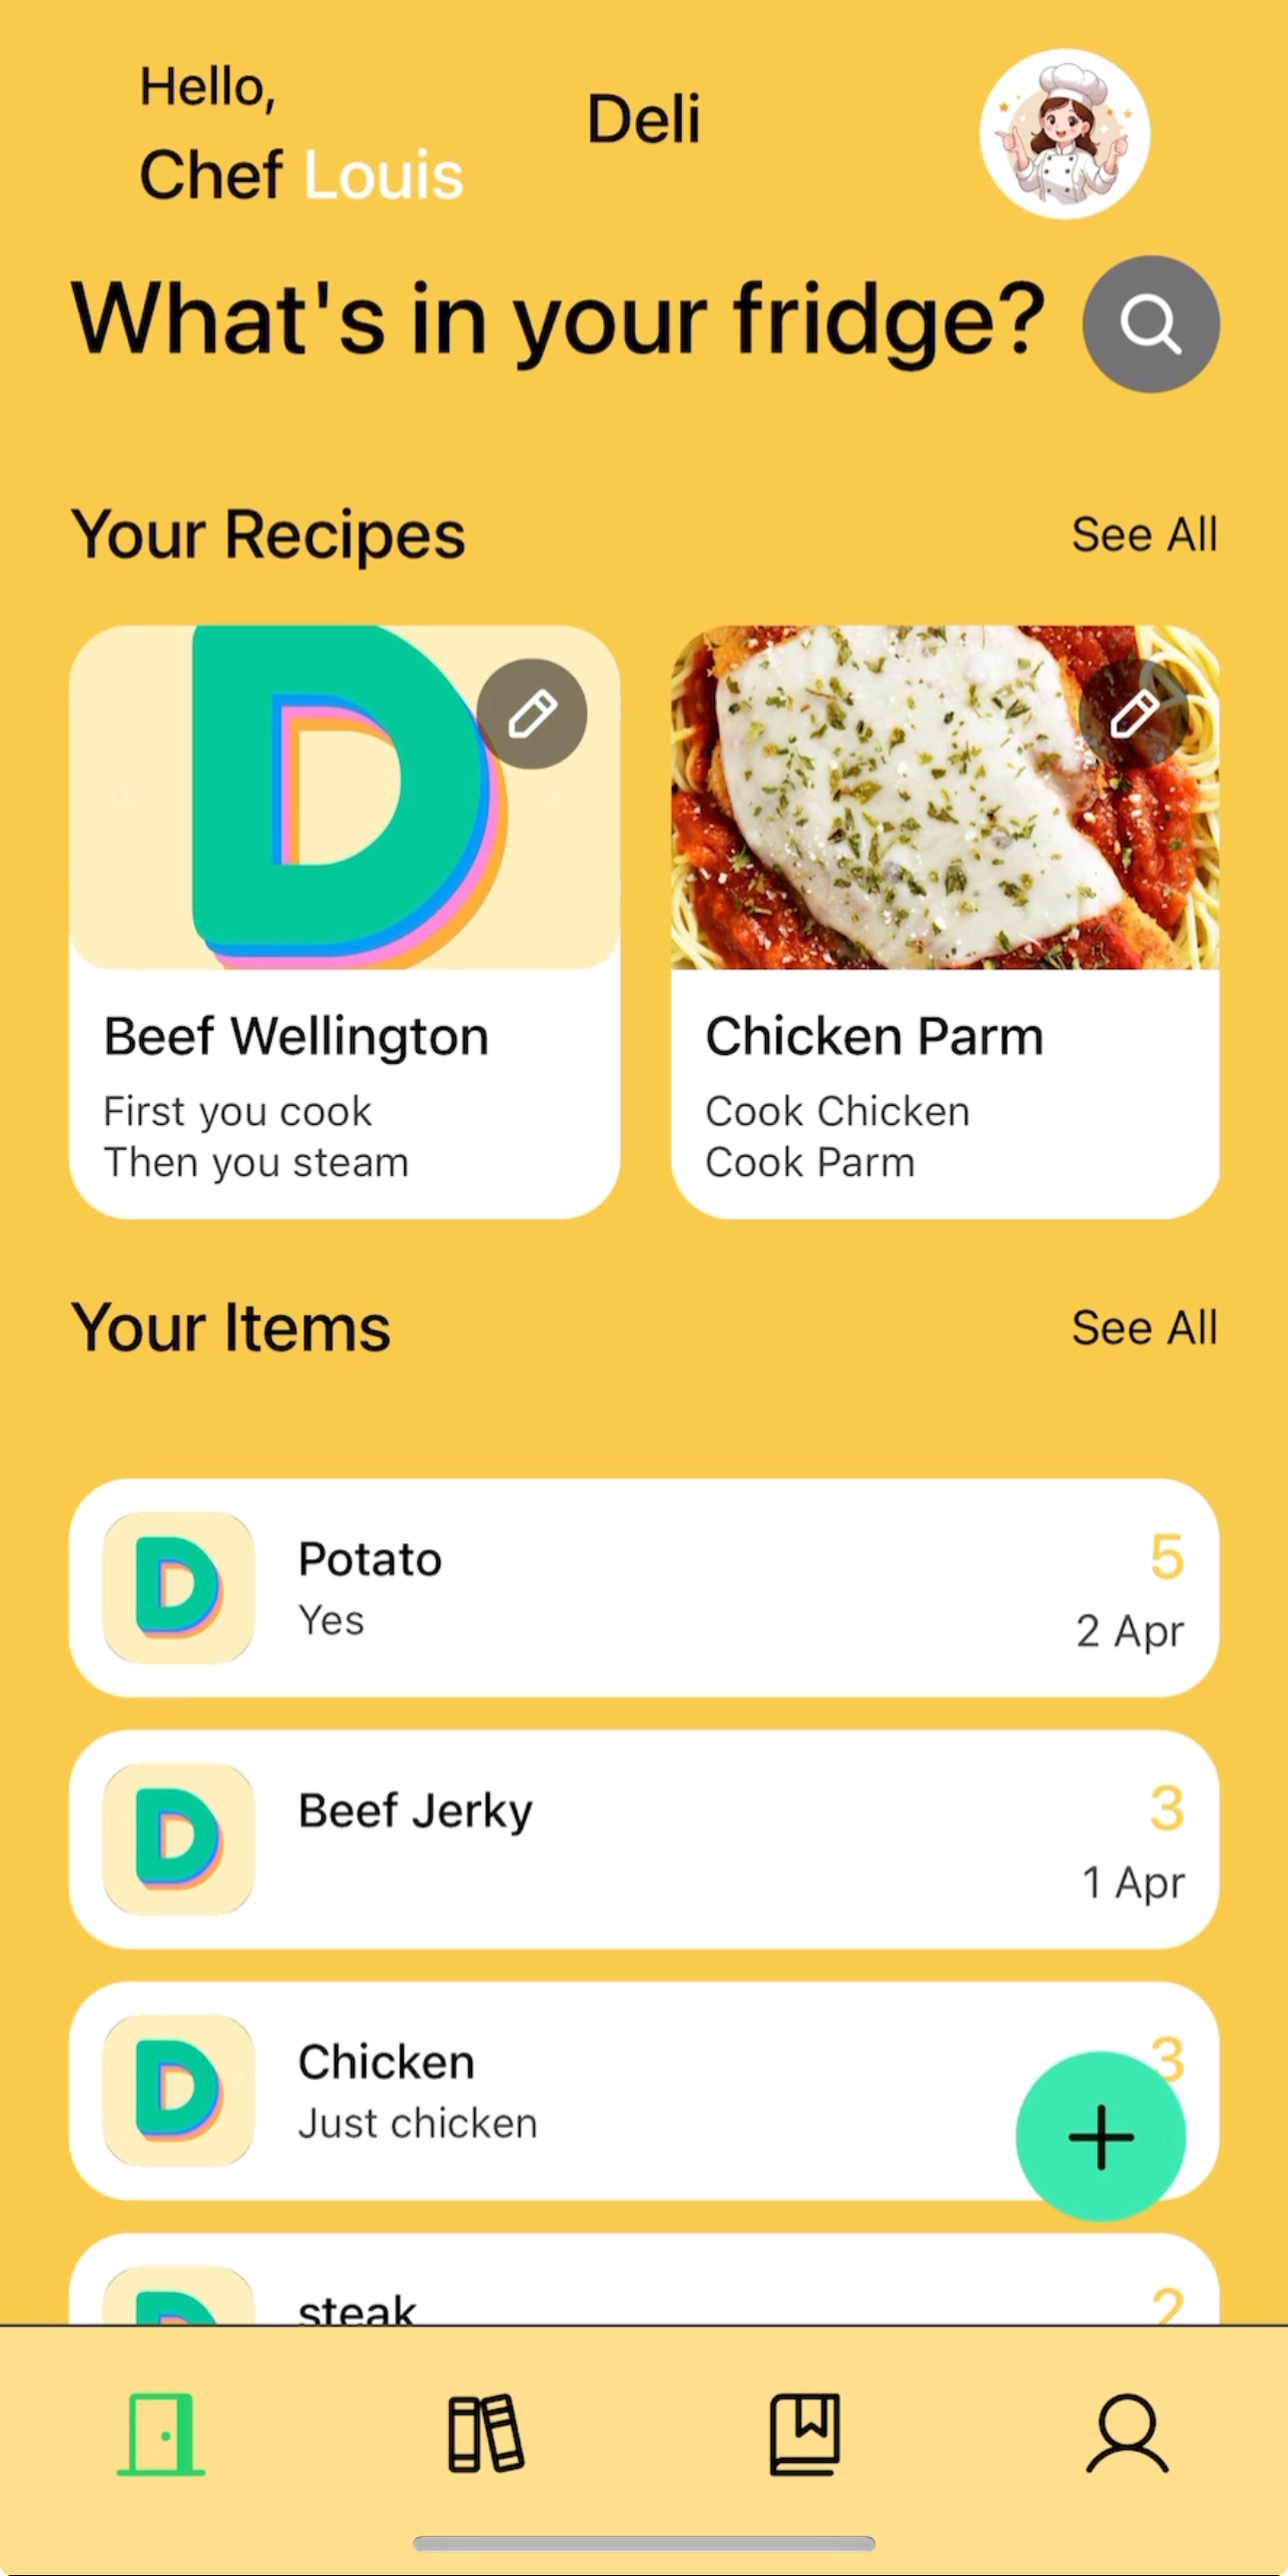 Hello,
Chef Louis
Deli
What's in your fridge?
Your Recipes
See All
D
Beef Wellington
First you cook
Then you steam
Chicken Parm
Cook Chicken
Cook Parm
Your Items
See All
D
Potato
Yes
5
2 Apr
D
Beef Jerky
3
1 Apr
D
Chicken
Just chicken
3
steak
2